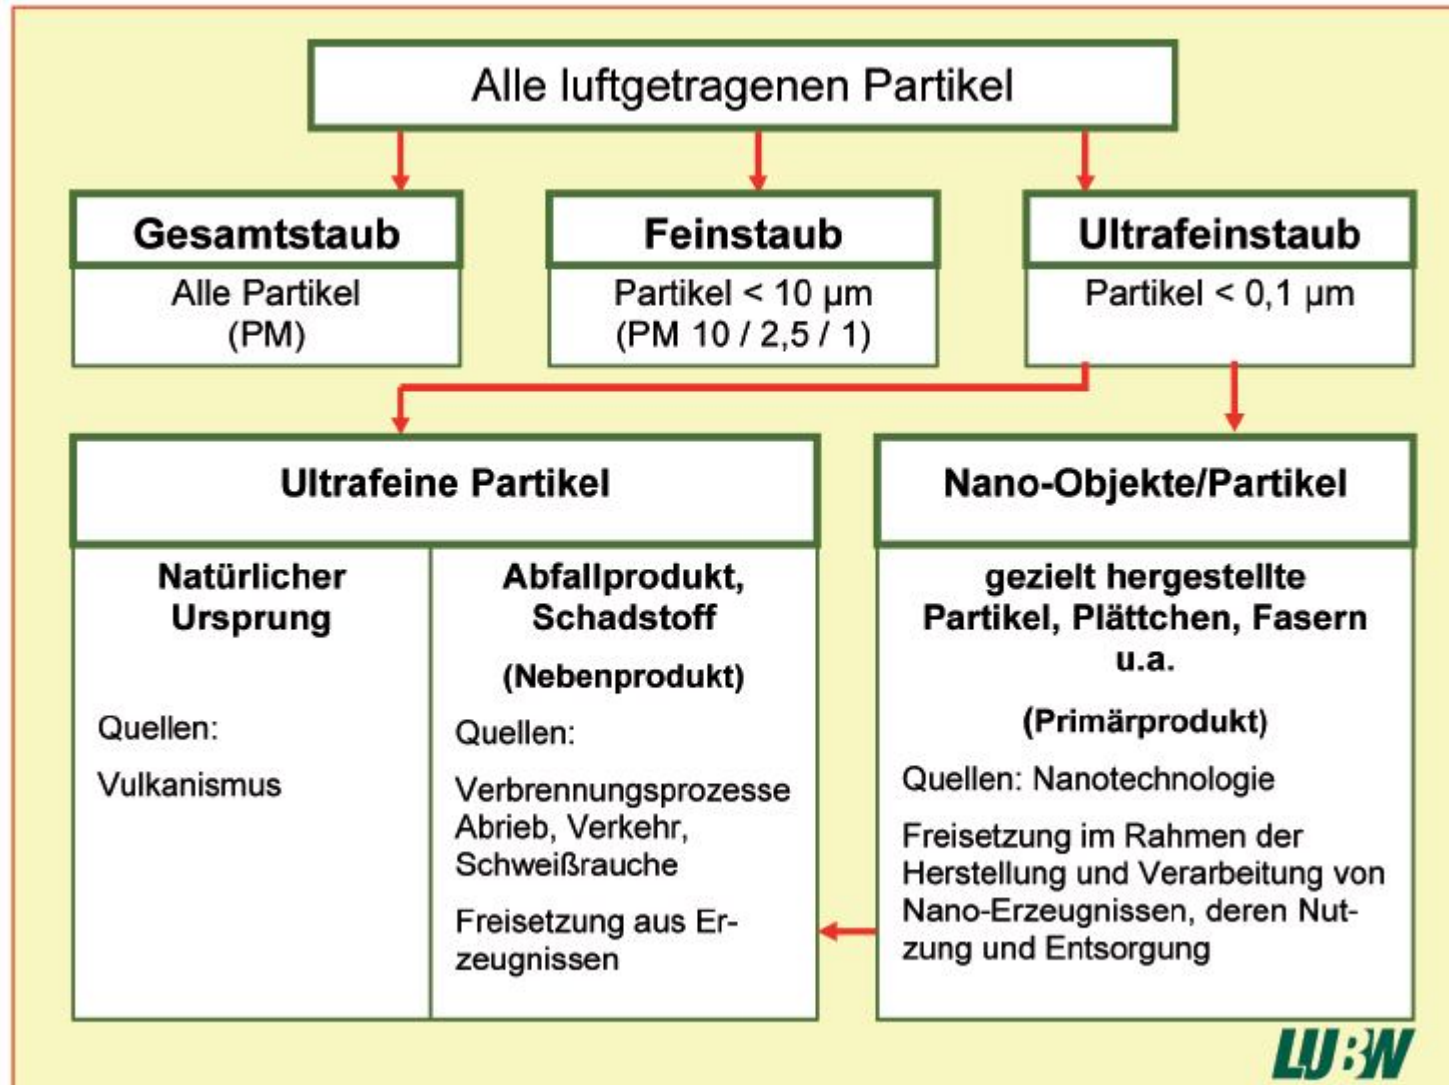 Alle luftgetragenen Partikel
Gesamtstaub
Alle Partikel
(PM)
Feinstaub
Partikel < 10 µm
(PM 10 / 2,5 / 1)
Ultrafeinstaub
Partikel < 0,1 µm
Ultrafeine Partikel
Natürlicher
Ursprung
Quellen:
Vulkanismus
Abfallprodukt,
Schadstoff
(Nebenprodukt)
Quellen:
Verbrennungsprozesse
Abrieb, Verkehr,
Schweißrauche
Freisetzung aus Er-
zeugnissen
Nano-Objekte/Partikel
gezielt hergestellte
Partikel, Plättchen, Fasern
u.a.
(Primärprodukt)
Quellen: Nanotechnologie
Freisetzung im Rahmen der
Herstellung und Verarbeitung von
Nano-Erzeugnissen, deren Nut-
zung und Entsorgung
LUBW